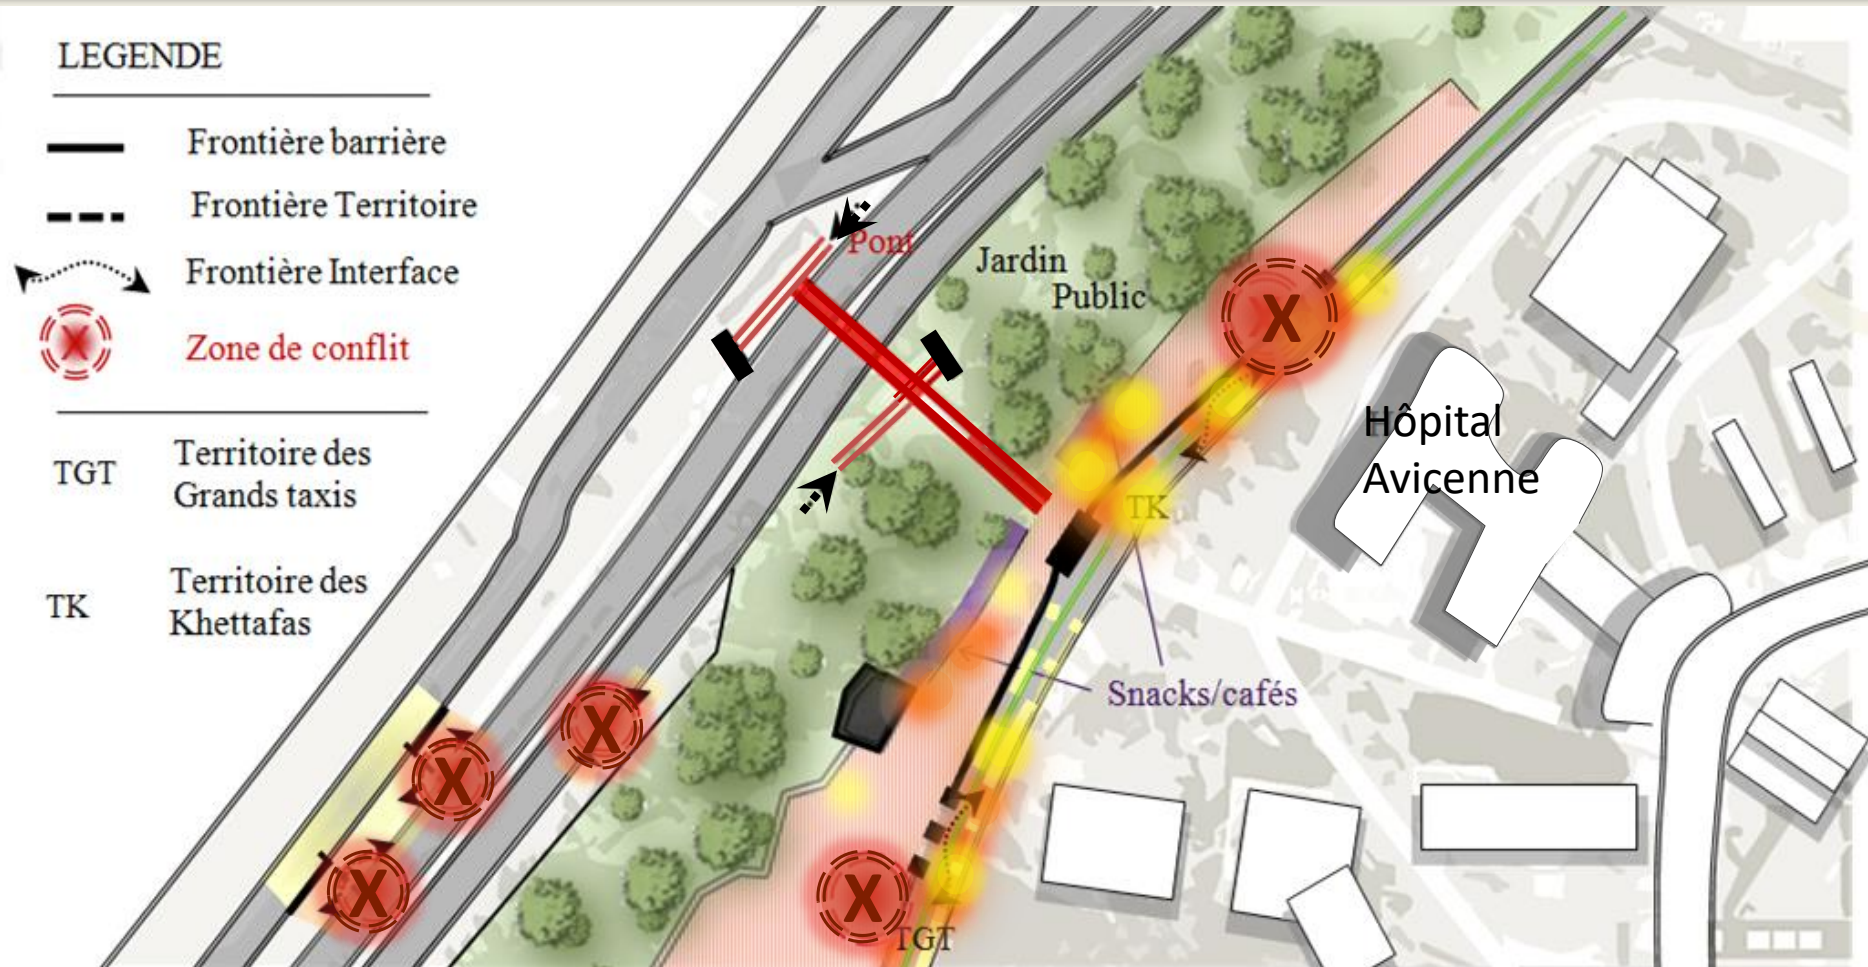 LEGENDE
Frontière barrière
Frontière Territoire
Frontière Interface
X
Zone de conflit
TGT
Territoire des
Grands taxis
TK
Territoire des
Khettafas
Pont
Jardin
Public
X
Hôpital
Avicenne
TK
Snacks/cafés
X
X
X
X
TGT